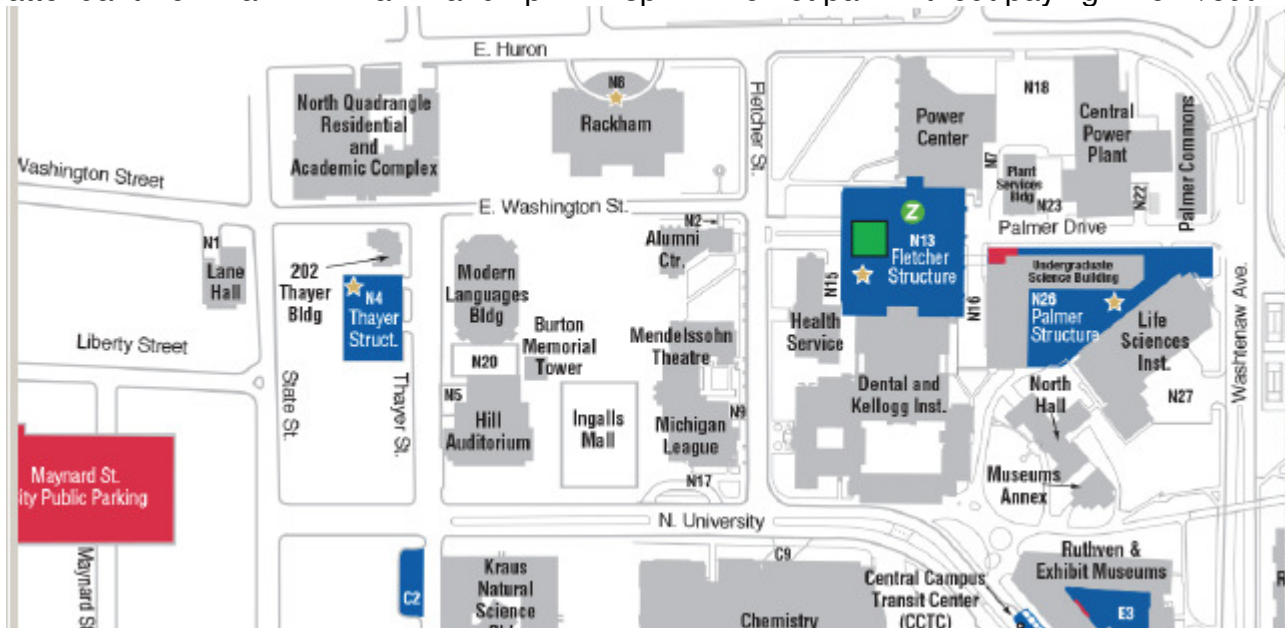 E. Huron
N6
Rackham
North Quadrangle
Residential
and
Academic Complex
Fletcher St.
Power
Center
N18
Central
Power
Plant
N7
Plant
Services
Bldg
N23
N22
Palmer Commons
Washington Street
E. Washington St.
N2
Alumni
Ctr.
Z
N13
Fletcher
Structure
Palmer Drive
N1
Lane
Hall
202
Thayer
Bldg
N4
Thayer
Struct.
Modern
Languages
Bldg
Burton
Memorial
Tower
N20
Mendelssohn
Theatre
N15
Health
Service
N16
Undergraduate
Science Building
N26
Palmer
Structure
Life
Sciences
Inst.
Washtenaw Ave.
Liberty Street
State St.
Thayer St.
N5
Hill
Auditorium
Ingalls
Mall
N9
Michigan
League
N17
Dental and
Kellogg Inst.
North
Hall
N27
Museums
Annex
Maynard St.
ity Public Parking
N. University
Maynard S
C2
Kraus
Natural
Science
C9
Chemistry
Central Campus
Transit Center
(CCTC)
Ruthven &
Exhibit Museums
E3